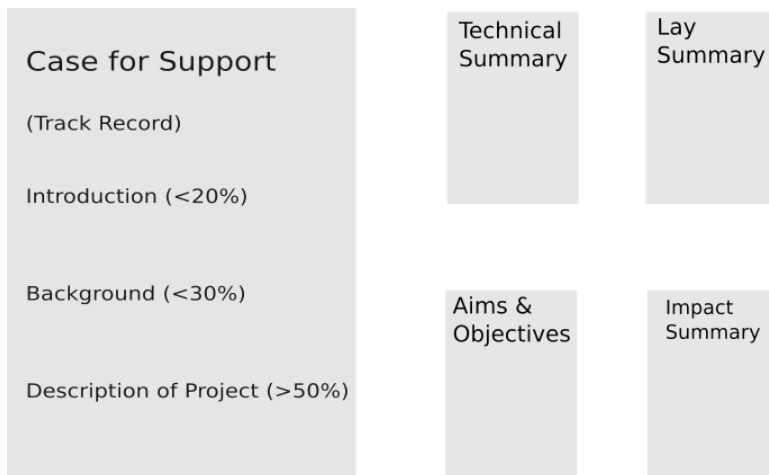 Case for Support
(Track Record)
Introduction (<20%)
Background (<30%)
Description of Project (>50%)
Technical
Summary
Lay
Summary
Aims &
Objectives
Impact
Summary